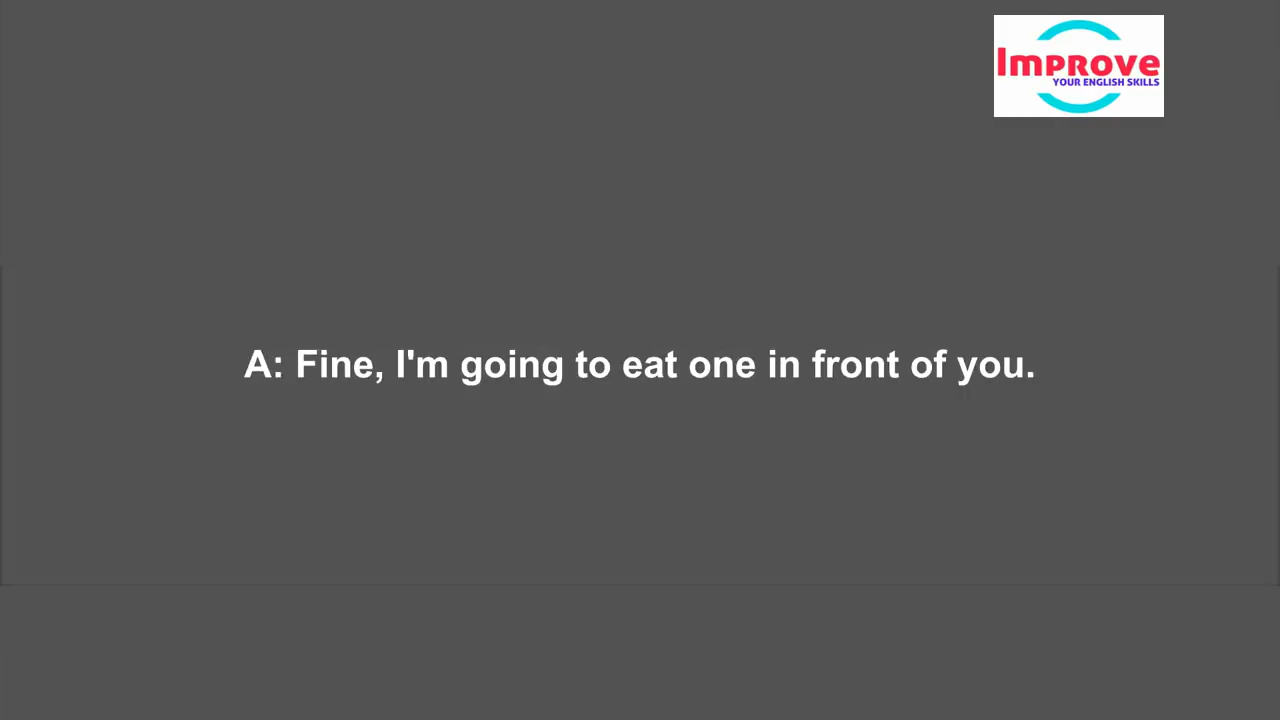 Improve
YOUR ENGLISH SKILLS
A: Fine, I'm going to eat one in front of you.